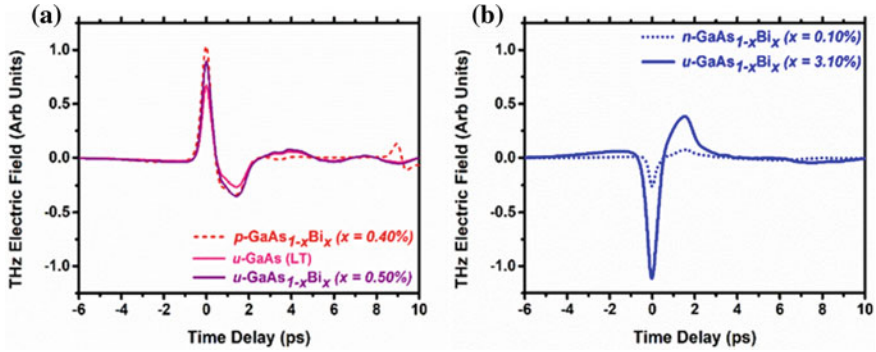 (a)
THz Electric Field (Arb Units)
1.0
0.5
0.0
-0.5
-1.0
p-GaAs1-xBix (x = 0.40%)
u-GaAs (LT)
u-GaAs1-xBix (x = 0.50%)
-6 -4 -2 0 2 4 6 8 10
Time Delay (ps)
(b)
THz Electric Field (Arb Units)
1.0
0.5
0.0
-0.5
-1.0
n-GaAs1-xBix (x = 0.10%)
u-GaAs1-xBix (x = 3.10%)
-6 -4 -2 0 2 4 6 8 10
Time Delay (ps)